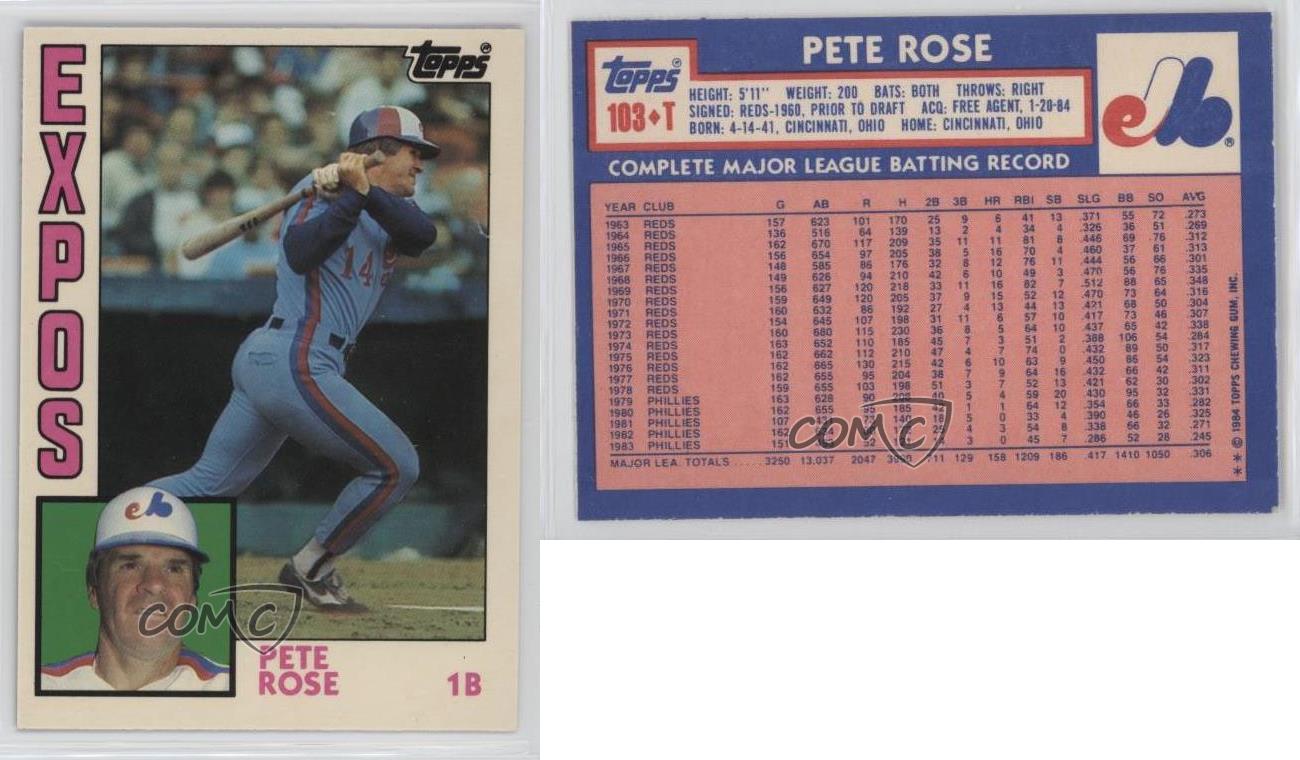 EXPOS
Topps
PETE
ROSE
1B
COMC
Topps
103♦T
PETE ROSE
HEIGHT: 5'11" WEIGHT: 200 BATS: BOTH THROWS: RIGHT
SIGNED: REDS-1960, PRIOR TO DRAFT ACQ: FREE AGENT, 1-20-84
BORN: 4-14-41, CINCINNATI, OHIO HOME: CINCINNATI, OHIO
eb
COMPLETE MAJOR LEAGUE BATTING RECORD
YEAR CLUB G AB R H 2B 3B HR RBI SB SLG BB SO AVG
1963 REDS 157 623 101 170 25 9 6 41 13 .371 55 72 .273
1964 REDS 136 516 64 139 13 2 4 34 4 .326 36 51 .269
1965 REDS 162 670 117 209 35 11 11 81 8 .446 69 76 .312
1966 REDS 156 654 97 205 38 5 16 70 4 .460 37 61 .313
1967 REDS 148 585 86 176 32 8 12 76 11 .444 56 66 .301
1968 REDS 149 626 94 210 42 6 10 49 3 .470 56 76 .335
1969 REDS 156 627 120 218 33 11 16 82 7 .512 88 65 .348
1970 REDS 159 649 120 205 37 9 15 52 12 .470 73 64 .316
1971 REDS 160 632 86 192 27 4 13 44 13 .421 68 50 .304
1972 REDS 154 645 107 198 31 11 6 57 10 .417 73 46 .307
1973 REDS 160 680 115 230 36 8 5 64 10 .437 65 42 .338
1974 REDS 163 652 110 185 45 7 3 51 2 .388 106 54 .284
1975 REDS 162 662 112 210 47 4 7 74 0 .432 89 50 .317
1976 REDS 162 665 130 215 42 6 10 63 9 .450 86 54 .323
1977 REDS 162 655 95 204 38 7 9 64 16 .432 66 42 .311
1978 REDS 159 655 103 198 51 3 7 52 13 .421 62 30 .302
1979 PHILLIES 163 628 90 208 40 5 4 59 20 .430 95 32 .331
1980 PHILLIES 162 655 95 185 42 1 1 64 12 .354 66 33 .282
1981 PHILLIES 107 140 18 5 0 33 4 .390 46 26 .325
1982 PHILLIES 162 4 3 54 8 .338 66 32 .271
1983 PHILLIES 151 52 3 0 45 7 .286 52 28 .245
MAJOR LEA. TOTALS ..... 3250 13,037 2047 711 129 158 1209 186 .417 1410 1050 .306
COMC
** © 1984 TOPPS CHEWING GUM, INC.